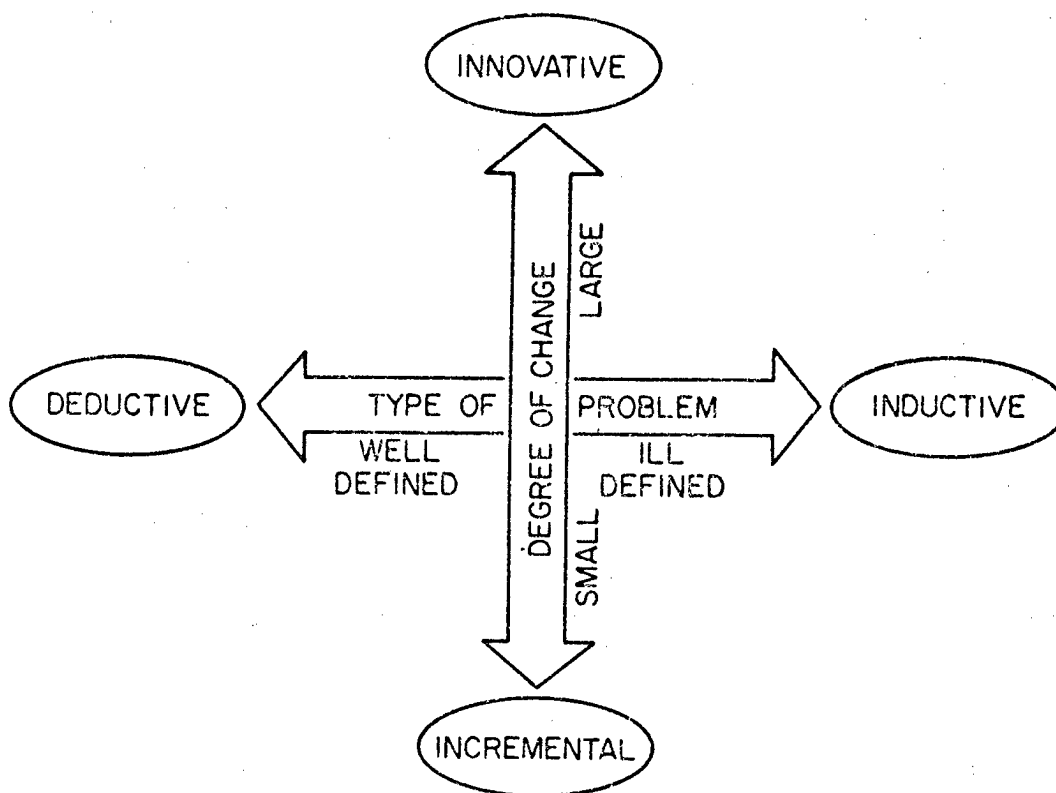 INNOVATIVE
LARGE
DEGREE OF CHANGE
DEDUCTIVE
TYPE OF PROBLEM
INDUCTIVE
WELL
DEFINED
ILL
DEFINED
SMALL
INCREMENTAL